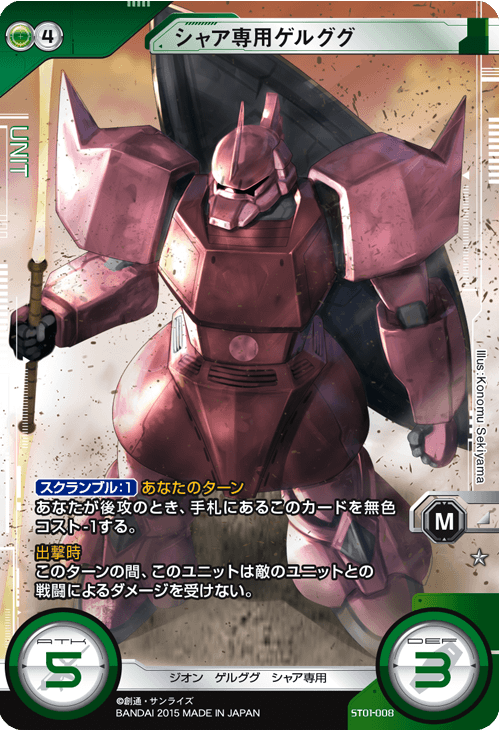 4
シャア専用ゲルググ
UNIT
Illus:Konomu Sekiyama
スクランブル:1 あなたのターン
あなたが後攻のとき、手札にあるこのカードを無色
コスト-1する。
出撃時
このターンの間、このユニットは敵のユニットとの
戦闘によるダメージを受けない。
M
ATK
5
DEF
3
ジオン ゲルググ シャア専用
©創通・サンライズ
BANDAI 2015 MADE IN JAPAN
ST01-008